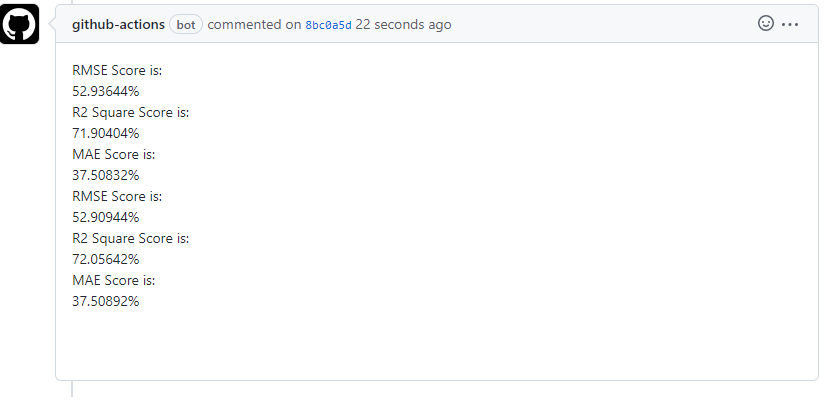 github-actions bot commented on 8bc0a5d 22 seconds ago
RMSE Score is:
52.93644%
R2 Square Score is:
71.90404%
MAE Score is:
37.50832%
RMSE Score is:
52.90944%
R2 Square Score is:
72.05642%
MAE Score is:
37.50892%